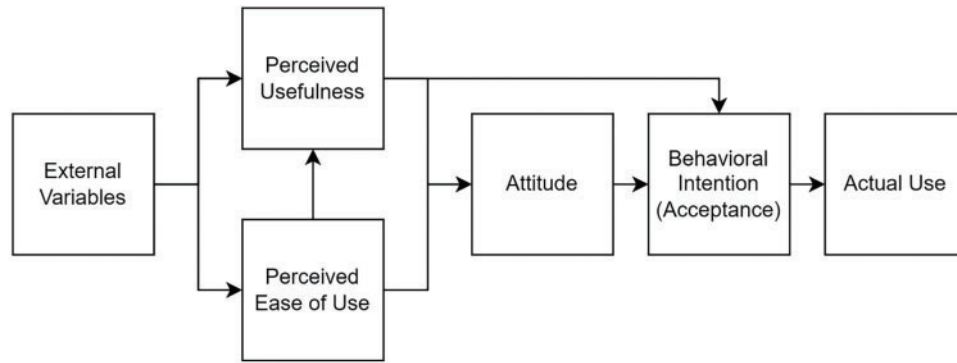 External
Variables
Perceived
Usefulness
Perceived
Ease of Use
Attitude
Behavioral
Intention
(Acceptance)
Actual Use